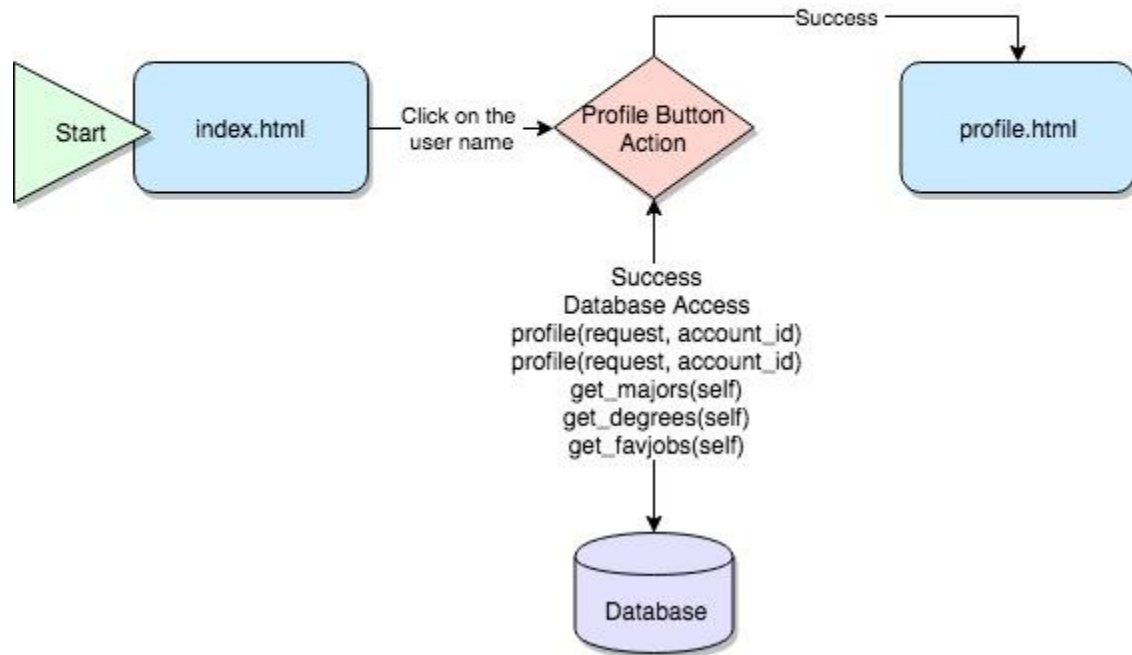 Success
Start
index.html
Click on the
user name
Profile Button
Action
profile.html
Success
Database Access
profile(request, account_id)
profile(request, account_id)
get_majors(self)
get_degrees(self)
get_favjobs(self)
Database